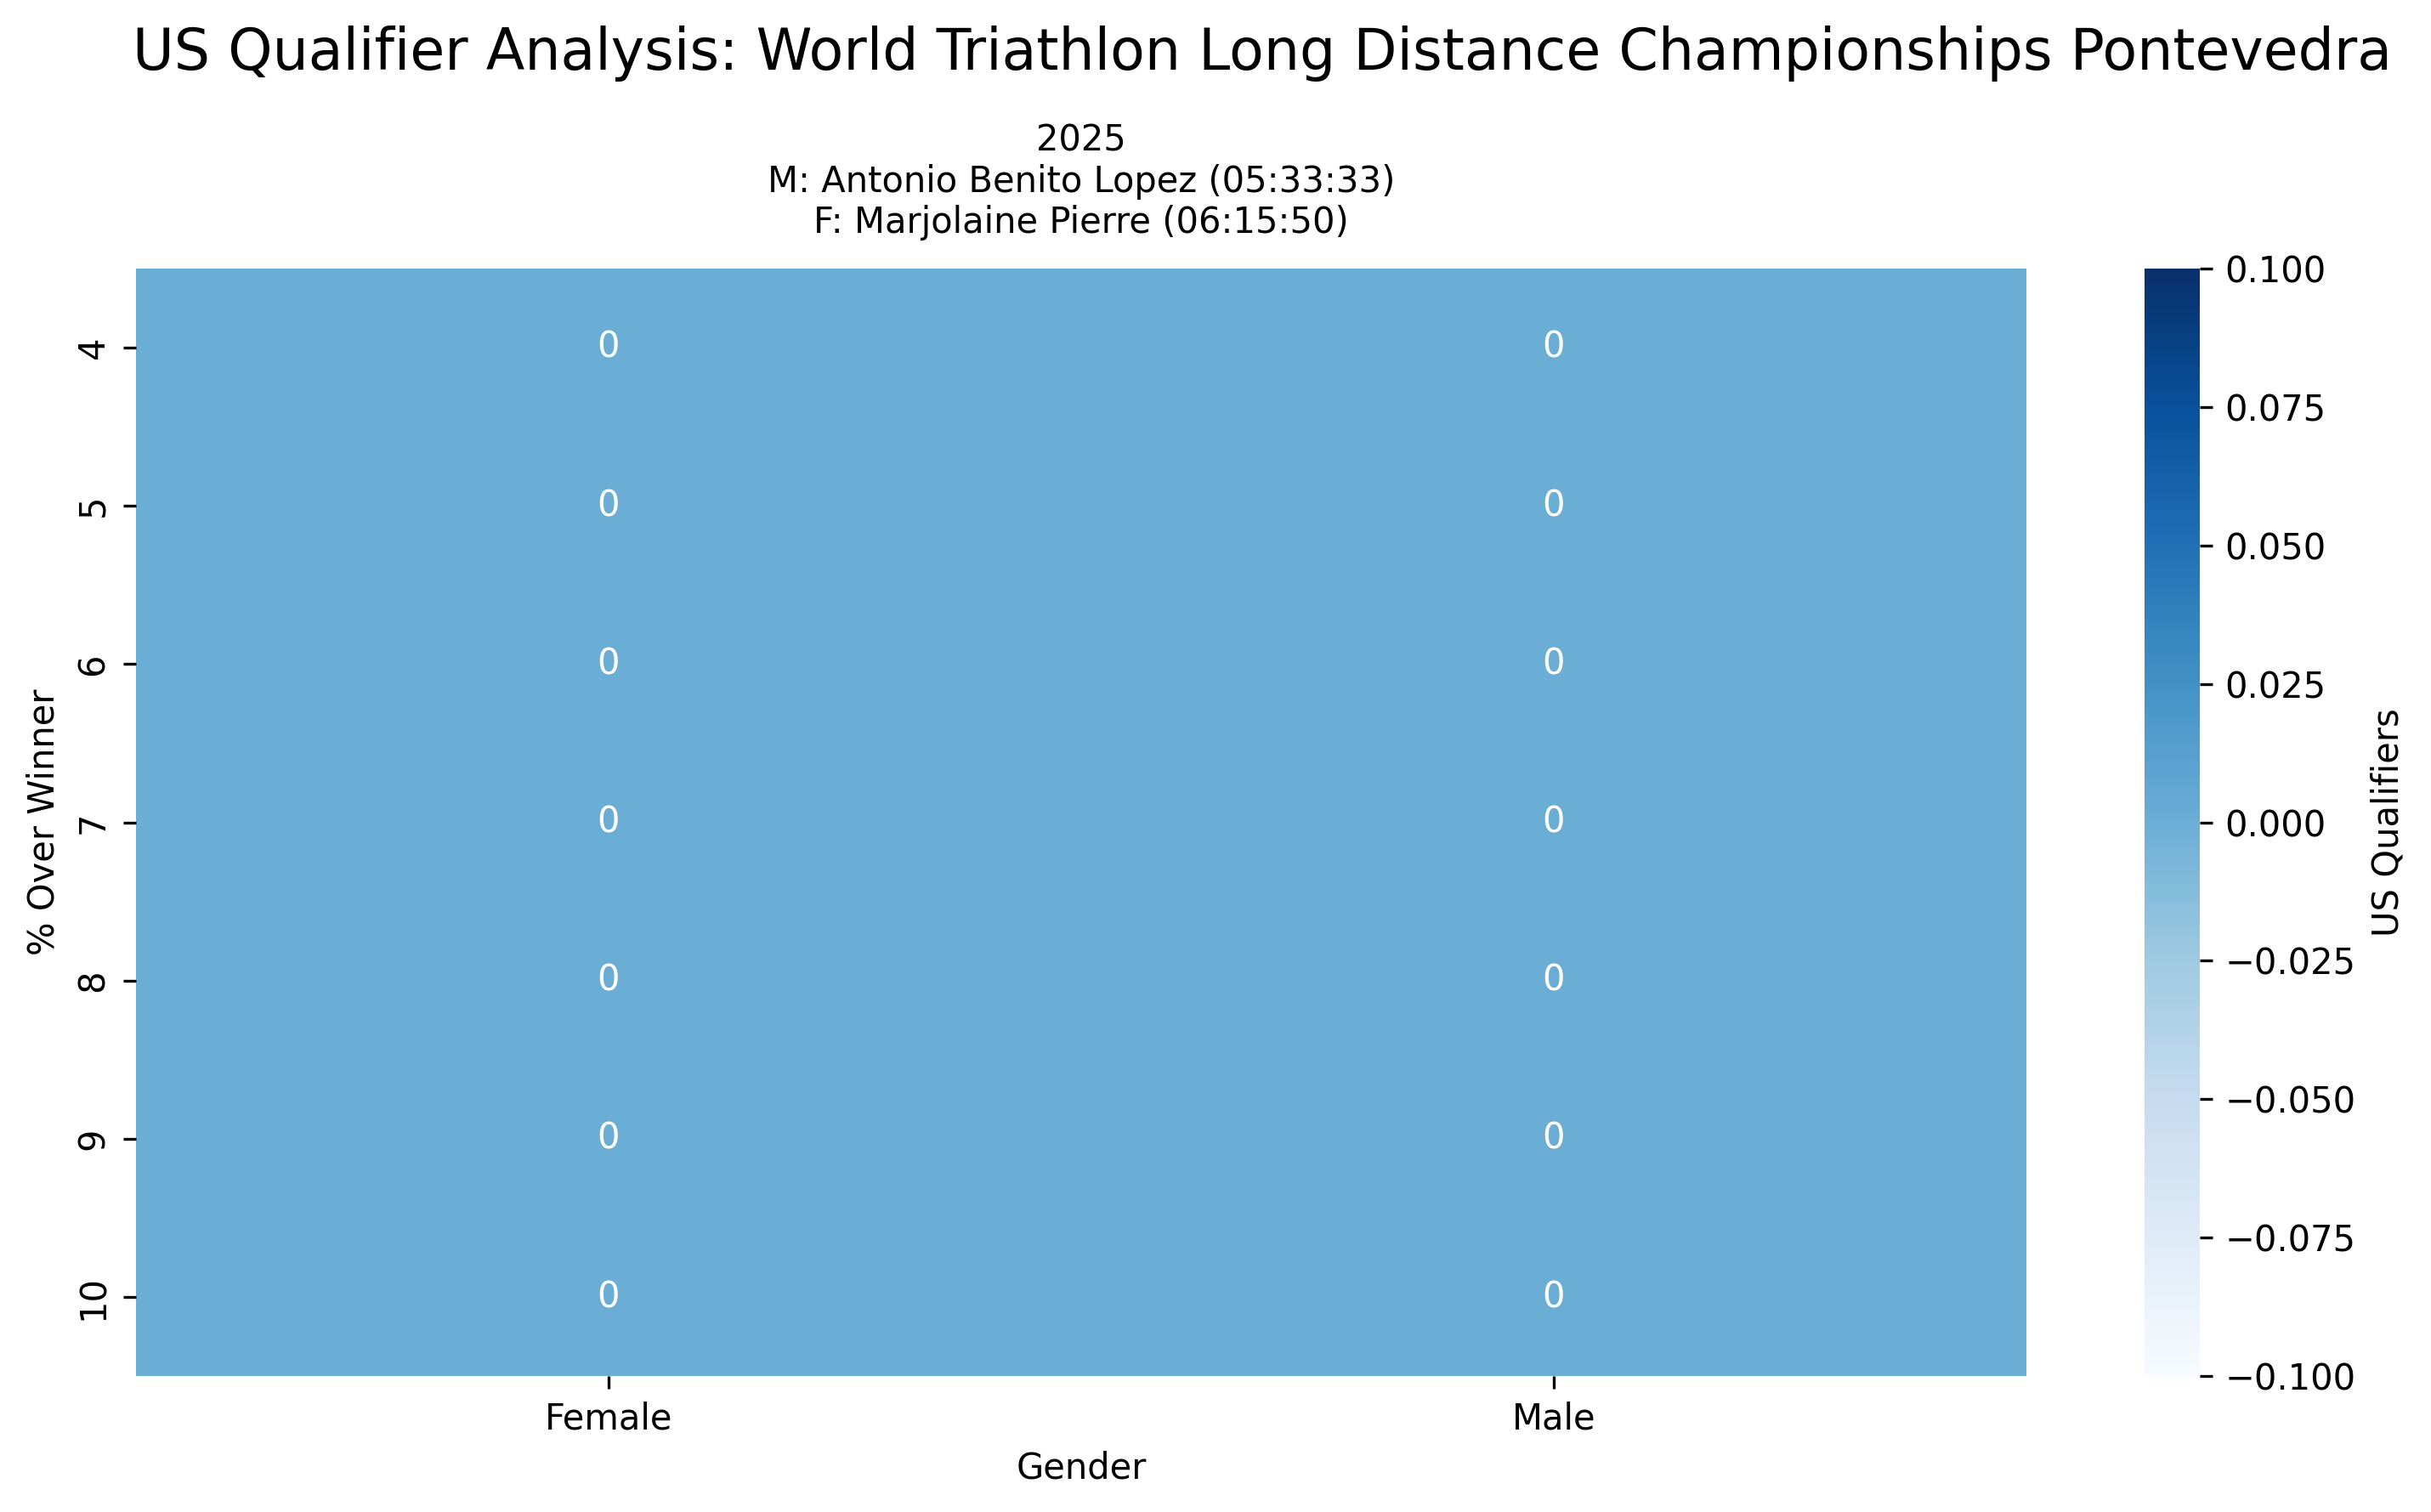 US Qualifier Analysis: World Triathlon Long Distance Championships Pontevedra
2025
M: Antonio Benito Lopez (05:33:33)
F: Marjolaine Pierre (06:15:50)
% Over Winner
4 0 0
5 0 0
6 0 0
7 0 0
8 0 0
9 0 0
10 0 0
Female Male
Gender
0.100
0.075
0.050
0.025
0.000
−0.025
−0.050
−0.075
−0.100
US Qualifiers